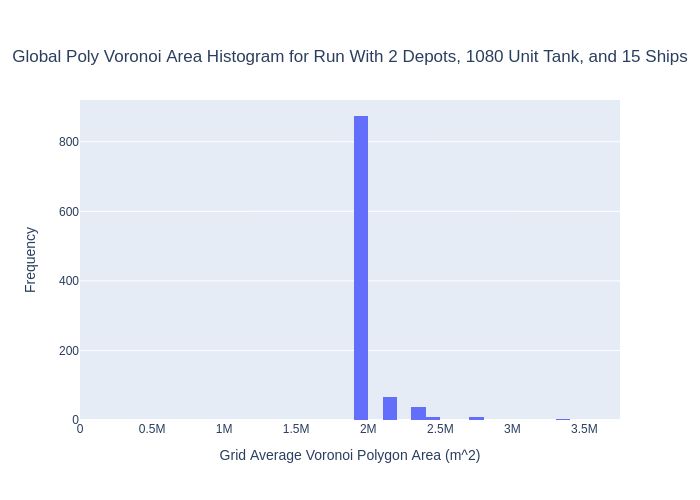 Global Poly Voronoi Area Histogram for Run With 2 Depots, 1080 Unit Tank, and 15 Ships
800
600
400
200
0
Frequency
0 0.5M 1M 1.5M 2M 2.5M 3M 3.5M
Grid Average Voronoi Polygon Area (m^2)